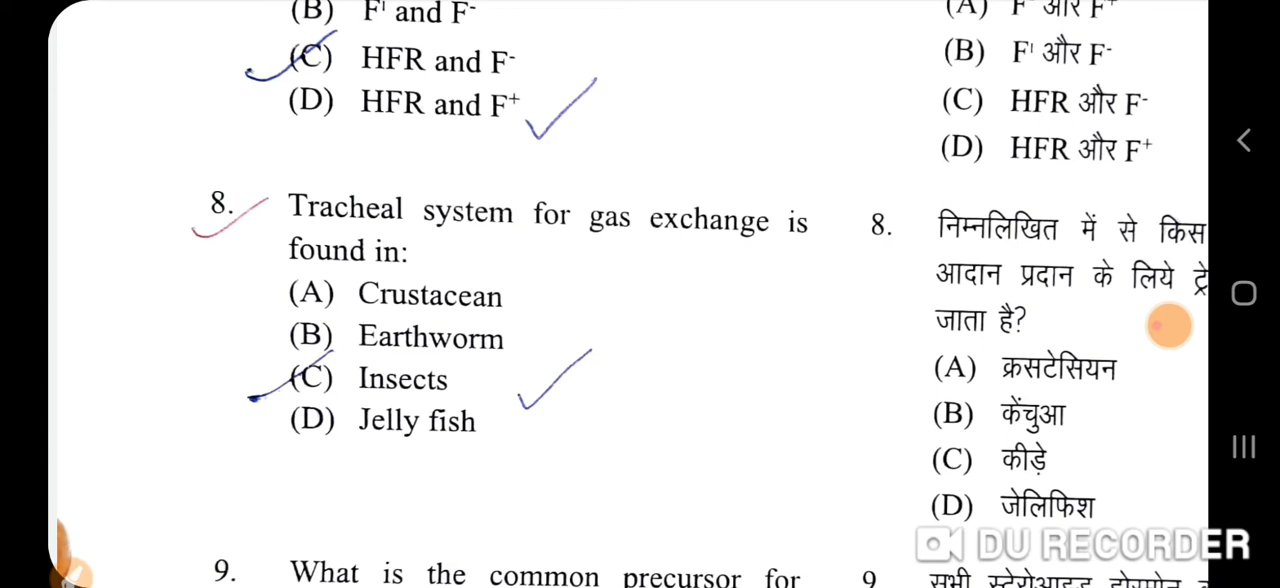 (B) F' and F-
(C) HFR and F-
(D) HFR and F+
8. Tracheal system for gas exchange is
found in:
(A) Crustacean
(B) Earthworm
(C) Insects
(D) Jelly fish
9. What is the common precursor for
(A) F और F+
(B) F' और F-
(C) HFR और F-
(D) HFR और F+
8. निम्नलिखित में से किस
आदान प्रदान के लिये
जाता है?
(A) क्रसटेसियन
(B) केंचुआ
(C) कीड़े
(D) जेलिफिश
9
DU RECORDER